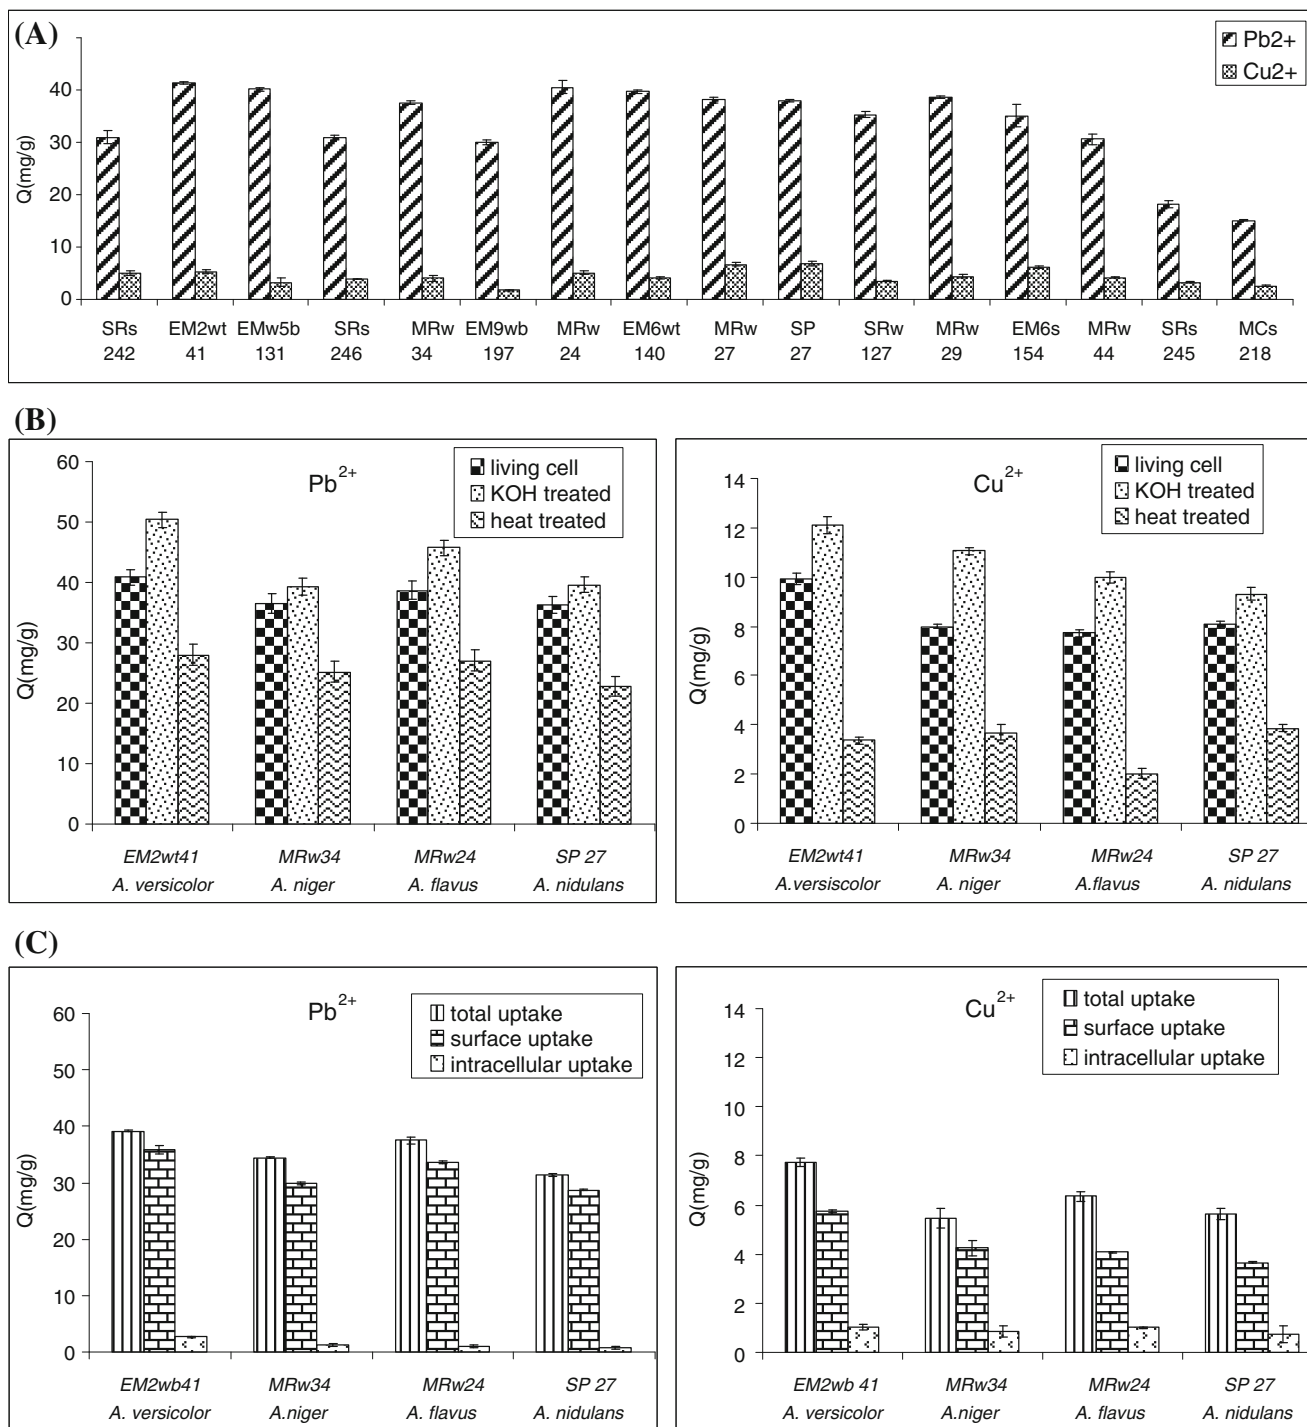 (A)
Pb2+
Cu2+
Q(mg/g)
40
30
20
10
0
SRs EM2wt EMw5b SRs MRw EM9wb MRw EM6wt MRw SP SRw MRw EM6s MRw SRs MCs
242 41 131 246 34 197 24 140 27 27 127 29 154 44 245 218
(B)
Pb2+
living cell
KOH treated
heat treated
Q(mg/g)
60
50
40
30
20
10
0
EM2wt41 MRw34 MRw24 SP 27
A. versicolor A. niger A. flavus A. nidulans
Cu2+
living cell
KOH treated
heat treated
Q(mg/g)
14
12
10
8
6
4
2
0
EM2wt41 MRw34 MRw24 SP 27
A.versiscolor A. niger A.flavus A. nidulans
(C)
Pb2+
total uptake
surface uptake
intracellular uptake
Q(mg/g)
60
50
40
30
20
10
0
EM2wb41 MRw34 MRw24 SP 27
A. versicolor A.niger A. flavus A. nidulans
Cu2+
total uptake
surface uptake
intracellular uptake
Q(mg/g)
14
12
10
8
6
4
2
0
EM2wb 41 MRw34 MRw24 SP 27
A. versicolor A. niger A. flavus A. nidulans